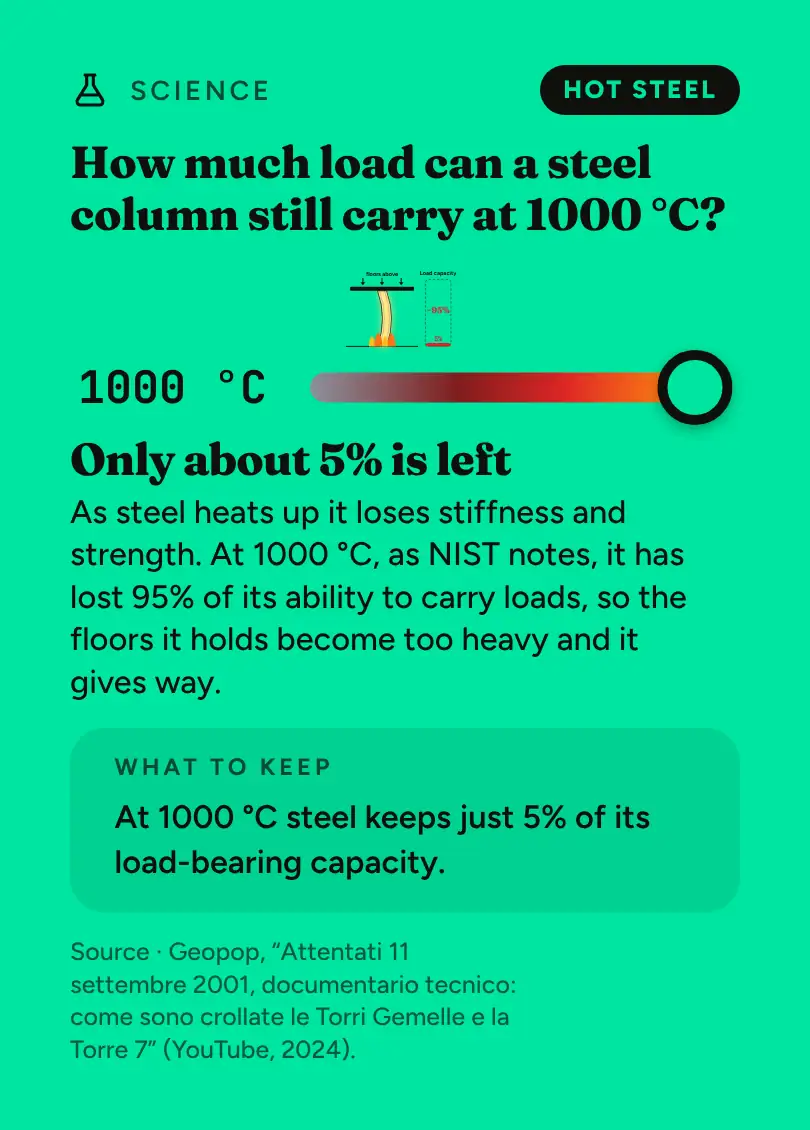 SCIENCE
HOT STEEL
How much load can a steel
column still carry at 1000 °C?
floors above
Load capacity
-95%
5%
1000 °C
Only about 5% is left
As steel heats up it loses stiffness and
strength. At 1000 °C, as NIST notes, it has
lost 95% of its ability to carry loads, so the
floors it holds become too heavy and it
gives way.
WHAT TO KEEP
At 1000 °C steel keeps just 5% of its
load-bearing capacity.
Source · Geopop, “Attentati 11
settembre 2001, documentario tecnico:
come sono crollate le Torri Gemelle e la
Torre 7” (YouTube, 2024).